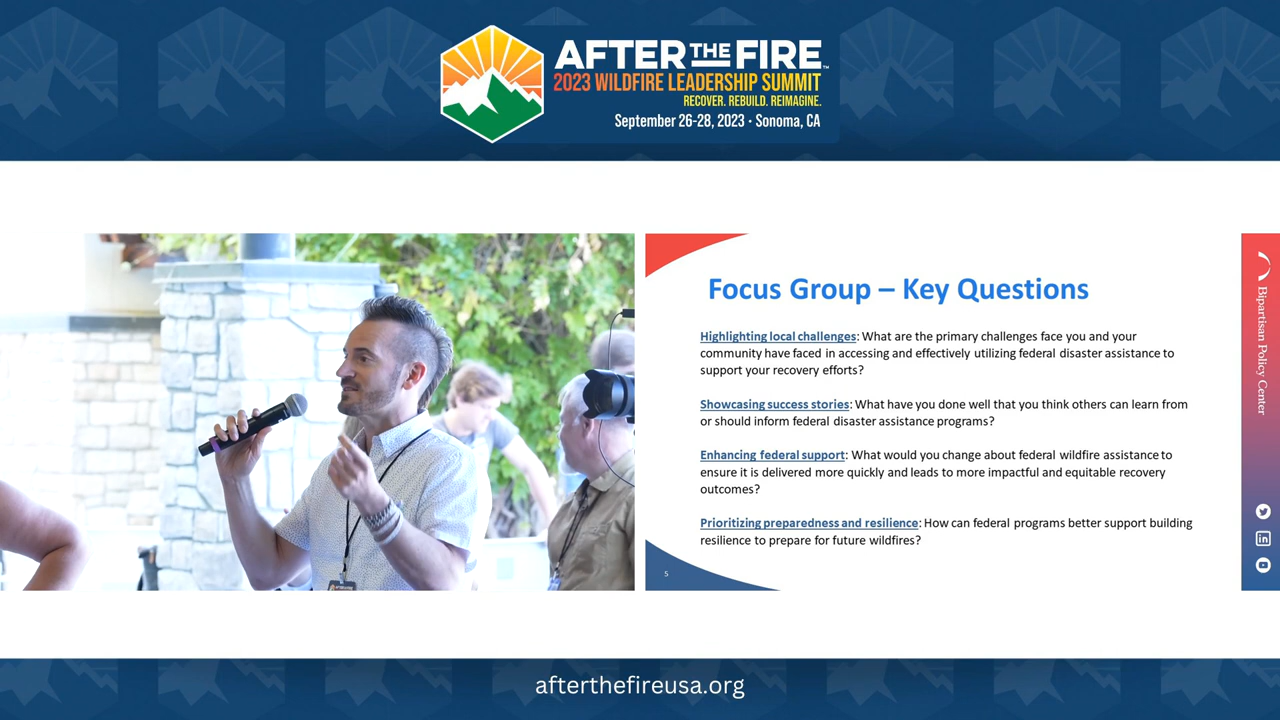 AFTER THE FIRE™
2023 WILDFIRE LEADERSHIP SUMMIT
RECOVER. REBUILD. REIMAGINE.
September 26-28, 2023 • Sonoma, CA
Focus Group – Key Questions
Highlighting local challenges: What are the primary challenges face you and your
community have faced in accessing and effectively utilizing federal disaster assistance to
support your recovery efforts?
Showcasing success stories: What have you done well that you think others can learn from
or should inform federal disaster assistance programs?
Enhancing federal support: What would you change about federal wildfire assistance to
ensure it is delivered more quickly and leads to more impactful and equitable recovery
outcomes?
Prioritizing preparedness and resilience: How can federal programs better support building
resilience to prepare for future wildfires?
5
Bipartisan Policy Center
in
afterthefireusa.org